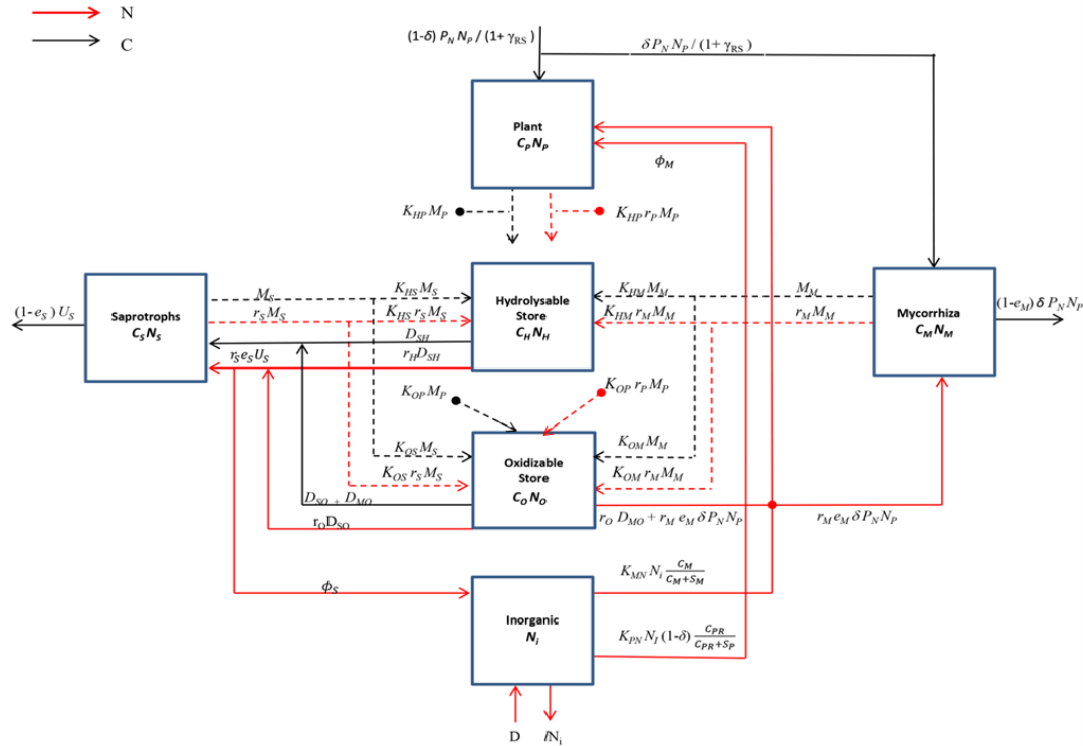 N
C
(1-δ) P_N N_P / (1+ γ_RS)
δ P_N N_P / (1+ γ_RS)
Plant
C_P N_P
ϕ_M
K_HP M_P
K_HP r_P M_P
(1- e_S ) U_S
Saprotrophs
C_S N_S
M_S
K_HS M_S
r_S M_S
K_HS r_S M_S
D_SH
r_S e_S U_S
r_H D_SH
Hydrolysable
Store
C_H N_H
K_HM M_M
M_M
K_HM r_M M_M
r_M M_M
Mycorrhiza
C_M N_M
(1-e_M) δ P_N N_P
K_OP M_P
K_OP r_P M_P
K_OS M_S
K_OS r_S M_S
D_SO + D_MO
r_O D_SO
Oxidizable
Store
C_O N_O
K_OM M_M
K_OM r_M M_M
r_O D_MO + r_M e_M δ P_N N_P
r_M e_M δ P_N N_P
ϕ_S
Inorganic
N_i
K_MN N_i C_M / C_M+S_M
K_PN N_I (1-δ) C_PR / C_PR+S_P
D
lN_i